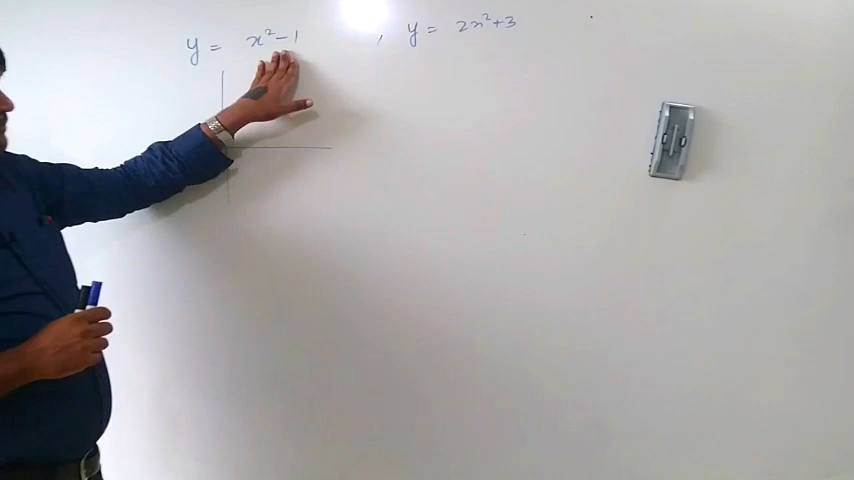 y = x² - 1 , y = 2x² + 3